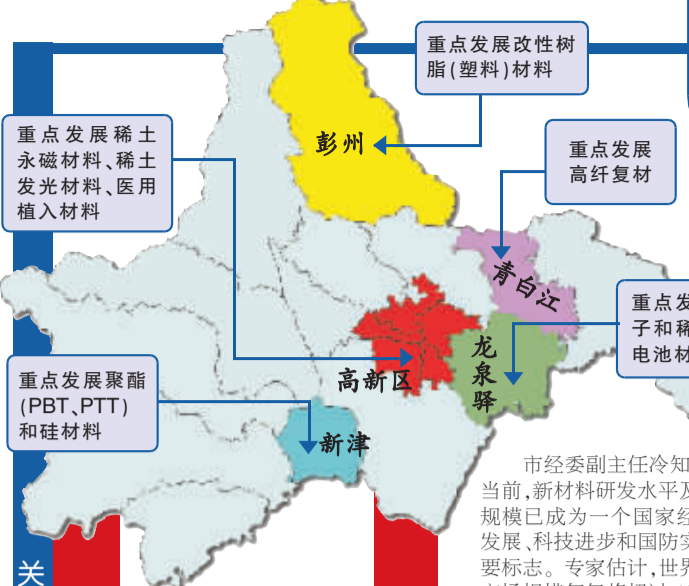 重点发展改性树
脂(塑料)材料
彭州
重点发展稀土
永磁材料、稀土
发光材料、医用
植入材料
重点发展
高纤复材
青白江
重点发
子和稀
电池材
龙泉驿
高新区
重点发展聚酯
(PBT、PTT)
和硅材料
新津
市经委副主任冷知
当前,新材料研发水平及
规模已成为一个国家经
发展、科技进步和国防实
要标志。专家估计,世界
关